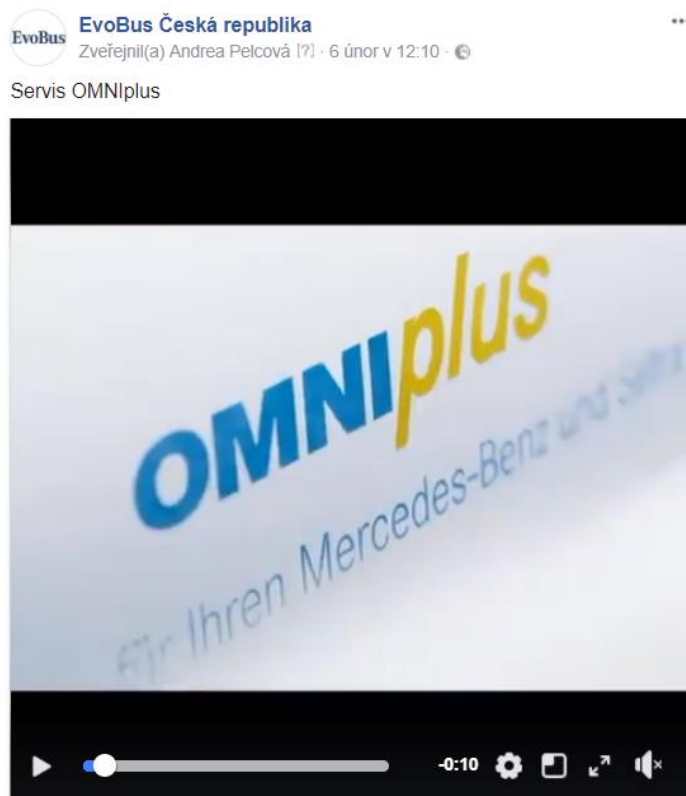 EvoBus
EvoBus Česká republika
Zveřejnil(a) Andrea Pelcová [?] · 6 únor v 12:10 ·
Servis OMNIplus
OMNIplus
für Ihren Mercedes-Benz und
-0:10